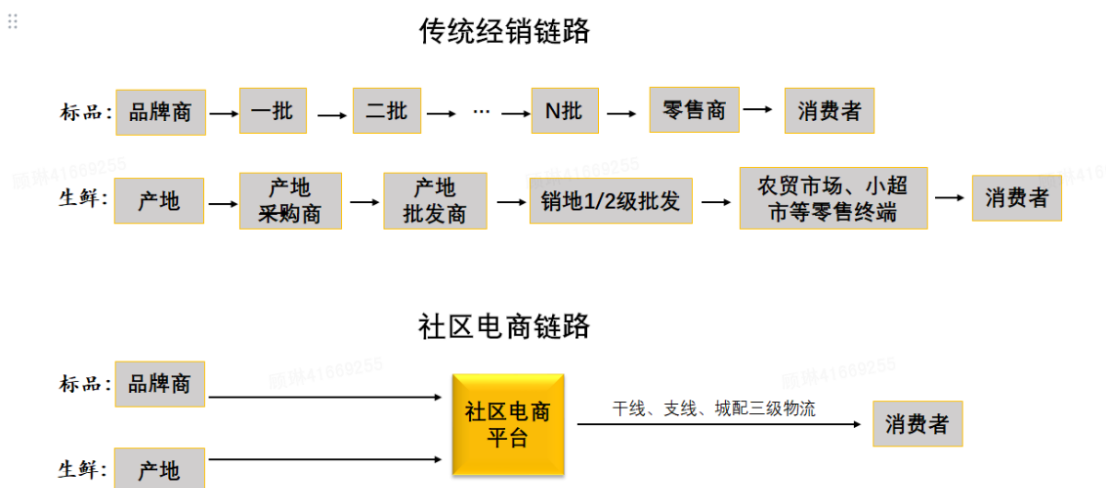 传统经销链路
标品: 品牌商 一批 二批 ... N批 零售商 消费者
生鲜: 产地 产地采购商 产地批发商 销地1/2级批发 农贸市场、小超市等零售终端 消费者
社区电商链路
标品: 品牌商
社区电商平台
干线、支线、城配三级物流
消费者
生鲜: 产地